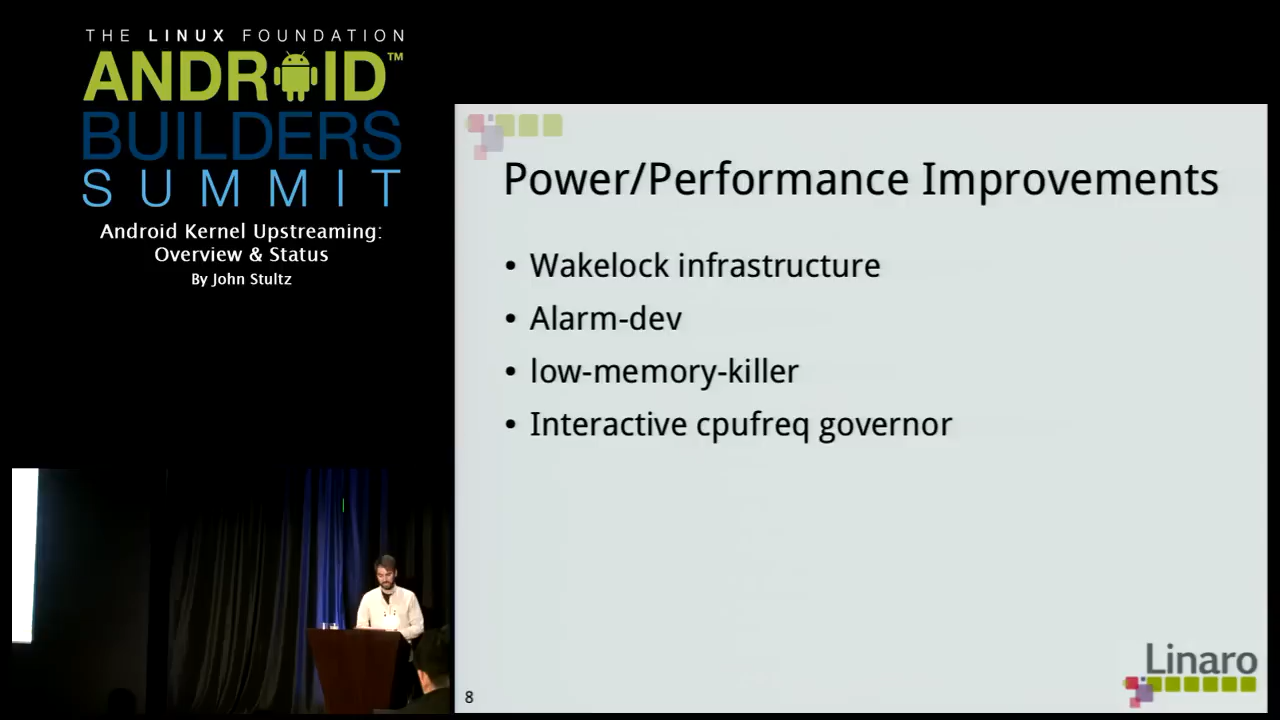 THE LINUX FOUNDATION
ANDROID™
BUILDERS
SUMMIT
Android Kernel Upstreaming:
Overview & Status
By John Stultz
Power/Performance Improvements
• Wakelock infrastructure
• Alarm-dev
• low-memory-killer
• Interactive cpufreq governor
Linaro
8